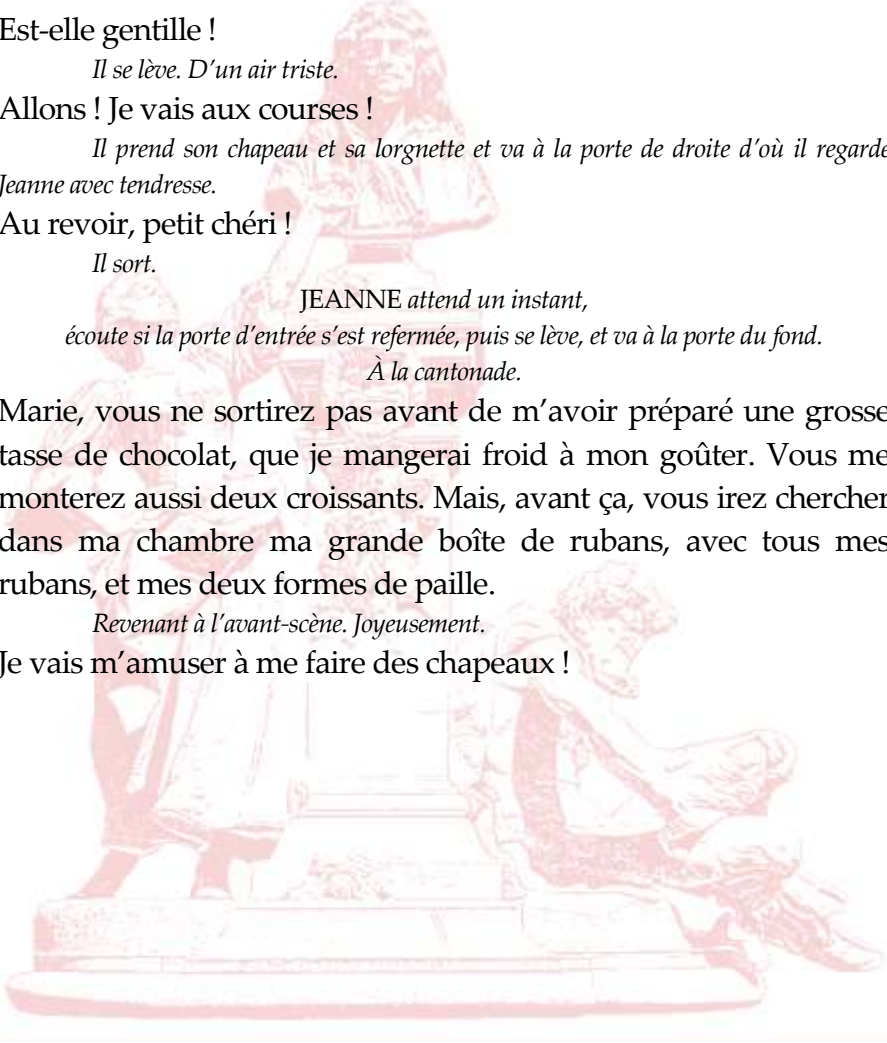 Est-elle gentille !
Il se lève. D'un air triste.
Allons ! Je vais aux courses !
Il prend son chapeau et sa lorgnette et va à la porte de droite d'où il regarde
Jeanne avec tendresse.
Au revoir, petit chéri !
Il sort.
JEANNE attend un instant,
écoute si la porte d'entrée s'est refermée, puis se lève, et va à la porte du fond.
À la cantonade.
Marie, vous ne sortirez pas avant de m'avoir préparé une grosse
tasse de chocolat, que je mangerai froid à mon goûter. Vous me
monterez aussi deux croissants. Mais, avant ça, vous irez chercher
dans ma chambre ma grande boîte de rubans, avec tous mes
rubans, et mes deux formes de paille.
Revenant à l'avant-scène. Joyeusement.
Je vais m'amuser à me faire des chapeaux !